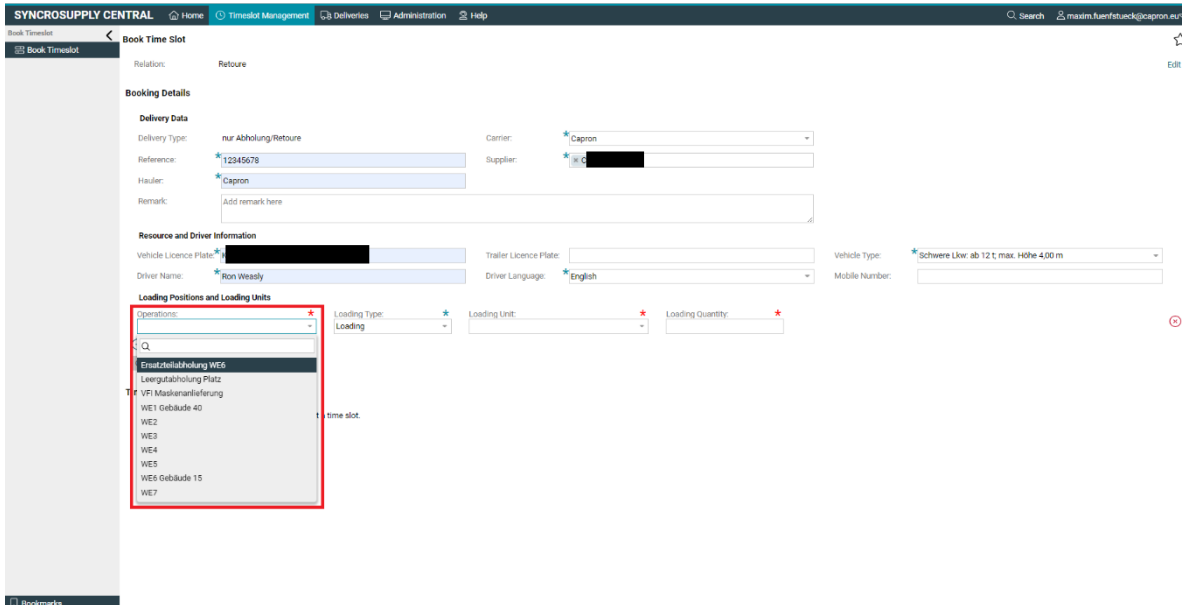 SYNCROSUPPLY CENTRAL Home Timeslot Management Deliveries Administration Help Search maxim.fuenfstueck@capron.eu
Book Timeslot
Book Timeslot
Book Time Slot
Relation: Retoure Edit
Booking Details
Delivery Data
Delivery Type: nur Abholung/Retoure Carrier: * Capron
Reference: * 12345678 Supplier: *
Hauler: * Capron
Remark: Add remark here
Resource and Driver Information
Vehicle Licence Plate: * Trailer Licence Plate: Vehicle Type: * Schwere Lkw: ab 12 t; max. Höhe 4,00 m
Driver Name: * Ron Weasly Driver Language: * English Mobile Number:
Loading Positions and Loading Units
Operations: * Loading Type: * Loading Unit: * Loading Quantity: *
Loading
Ersatzteilabholung WE6
Leergutabholung Platz
VFI Maskenanlieferung
WE1 Gebäude 40
WE2 a time slot.
WE3
WE4
WE5
WE6 Gebäude 15
WE7
Bookmarks